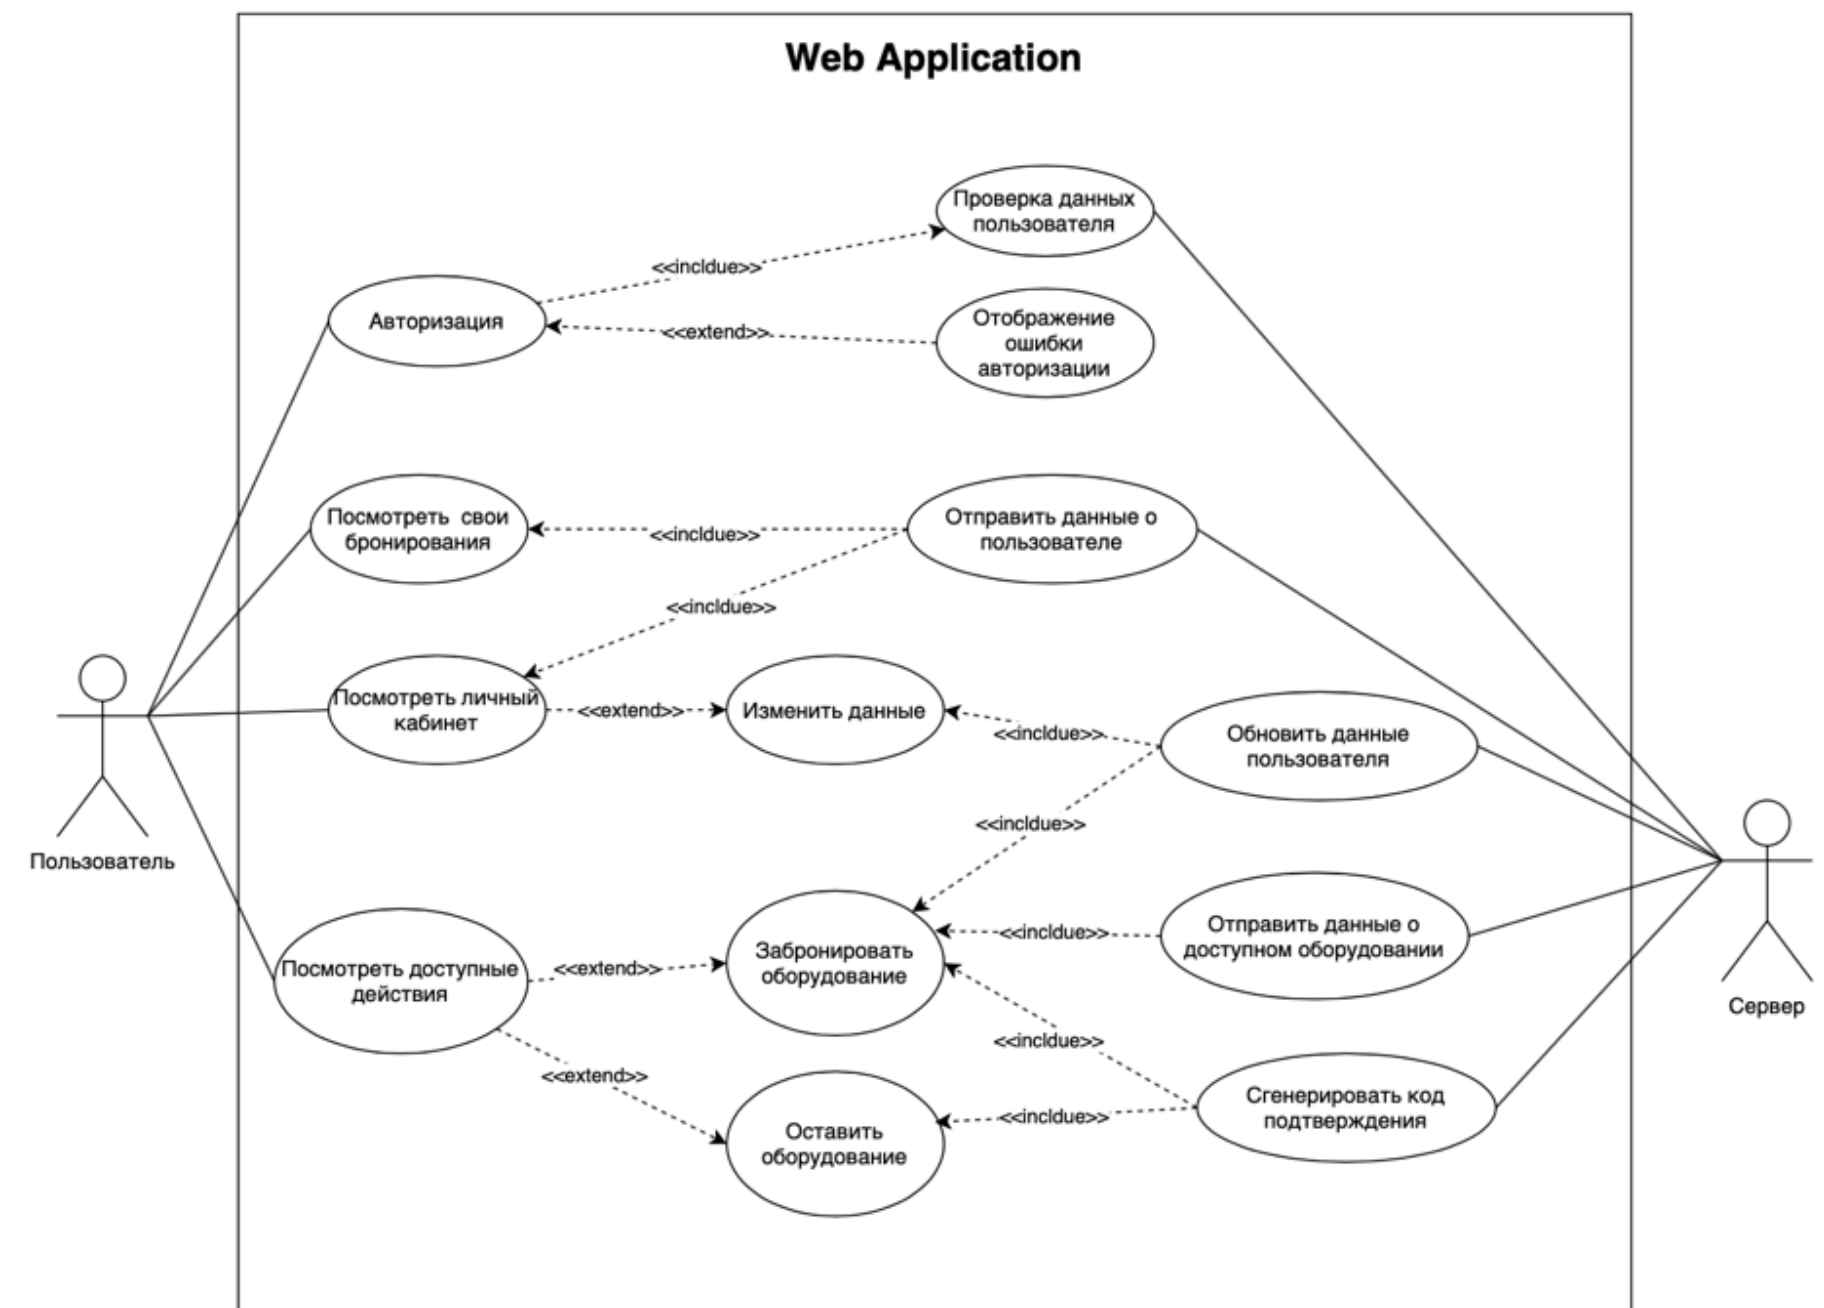 Web Application
Проверка данных
пользователя
<<incldue>>
Авторизация
<<extend>>
Отображение
ошибки
авторизации
Посмотреть свои
бронирования
<<incldue>>
Отправить данные о
пользователе
<<incldue>>
Посмотреть личный
кабинет
<<extend>>
Изменить данные
<<incldue>>
Обновить данные
пользователя
<<incldue>>
Пользователь
Посмотреть доступные
действия
<<extend>>
Забронировать
оборудование
<<incldue>>
Отправить данные о
доступном оборудовании
Сервер
<<incldue>>
<<extend>>
Оставить
оборудование
<<incldue>>
Сгенерировать код
подтверждения